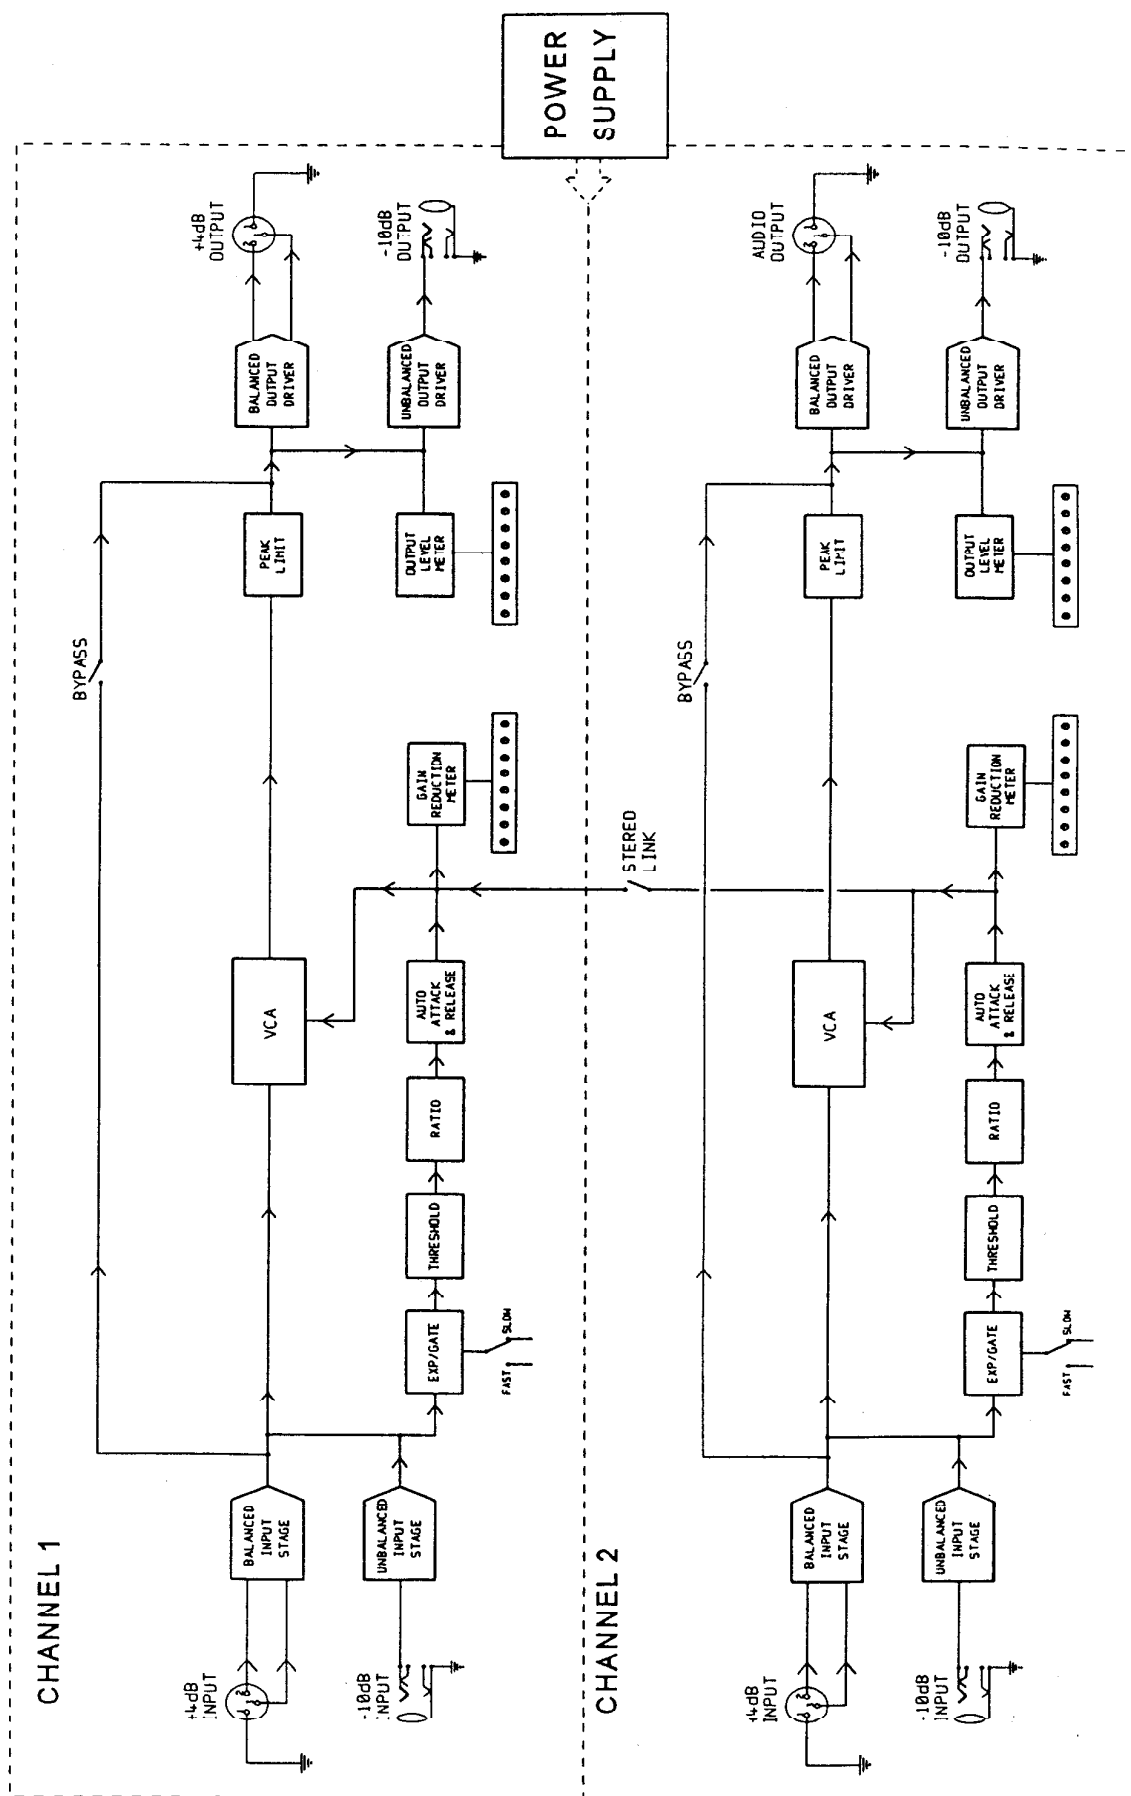 POWER
SUPPLY
CHANNEL 1
+4dB
INPUT
-10dB
INPUT
BALANCED
INPUT
STAGE
UNBALANCED
INPUT
STAGE
EXP/GATE
FAST
SLOW
THRESHOLD
RATIO
AUTO
ATTACK
& RELEASE
VCA
GAIN
REDUCTION
METER
BYPASS
PEAK
LIMIT
OUTPUT
LEVEL
METER
BALANCED
OUTPUT
DRIVER
UNBALANCED
OUTPUT
DRIVER
+4dB
OUTPUT
-10dB
OUTPUT
STEREO
LINK
CHANNEL 2
+4dB
INPUT
-10dB
INPUT
BALANCED
INPUT
STAGE
UNBALANCED
INPUT
STAGE
EXP/GATE
FAST
SLOW
THRESHOLD
RATIO
AUTO
ATTACK
& RELEASE
VCA
GAIN
REDUCTION
METER
BYPASS
PEAK
LIMIT
OUTPUT
LEVEL
METER
BALANCED
OUTPUT
DRIVER
UNBALANCED
OUTPUT
DRIVER
AUDIO
OUTPUT
-10dB
OUTPUT